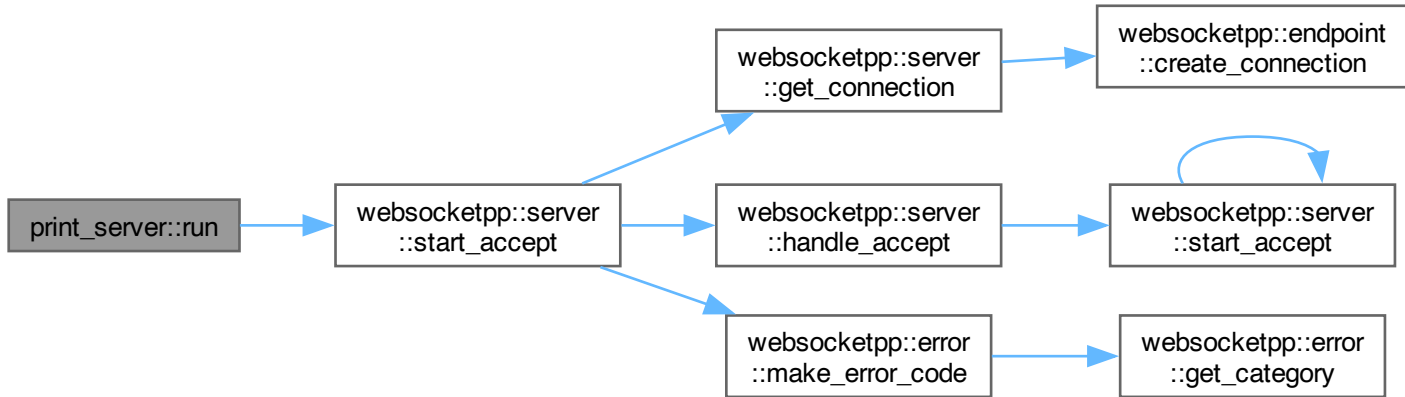 print_server::run
websocketpp::server
::start_accept
websocketpp::server
::get_connection
websocketpp::endpoint
::create_connection
websocketpp::server
::handle_accept
websocketpp::server
::start_accept
websocketpp::error
::make_error_code
websocketpp::error
::get_category